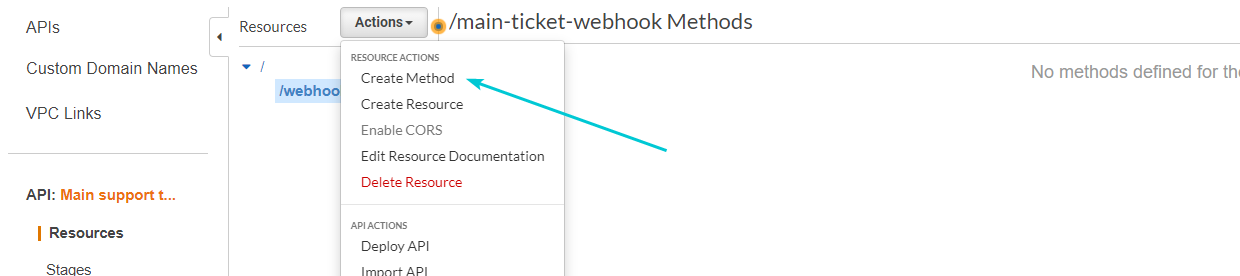 APIs
Custom Domain Names
VPC Links
API: Main support t...
Resources
Stages
Resources
Actions
/
/webhoo
RESOURCE ACTIONS
Create Method
Create Resource
Enable CORS
Edit Resource Documentation
Delete Resource
API ACTIONS
Deploy API
Import API
/main-ticket-webhook Methods
No methods defined for the